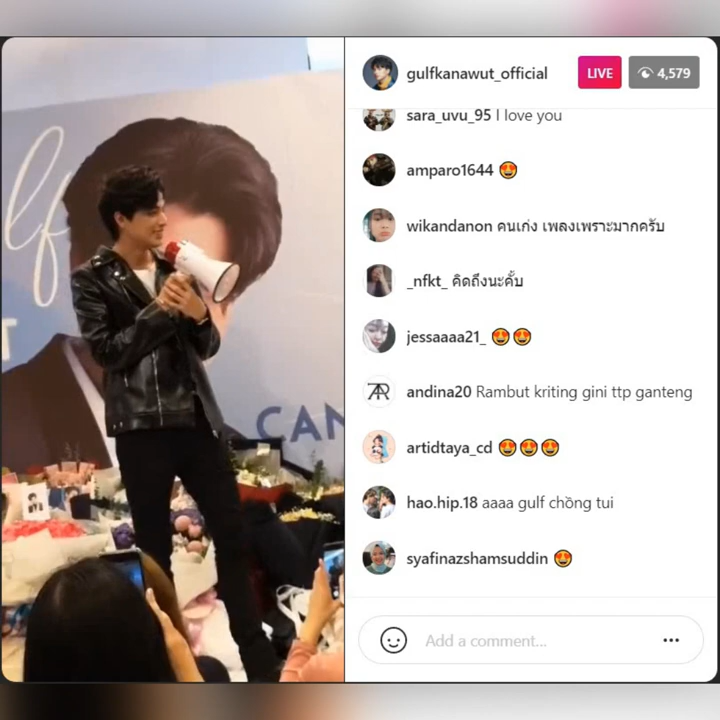 lf
T
CAN
gulfkanawut_official
LIVE
4,579
sara_uvu_95 I love you
amparo1644 😍
wikandanon คนเก่ง เพลงเพราะมากครับ
_nfkt_ คิดถึงนะคั้บ
jessaaaa21_ 😍😍
andina20 Rambut kriting gini ttp ganteng
artidtaya_cd 😍😍😍
hao.hip.18 aaaa gulf chồng tui
syafinazshamsuddin 😍
Add a comment...